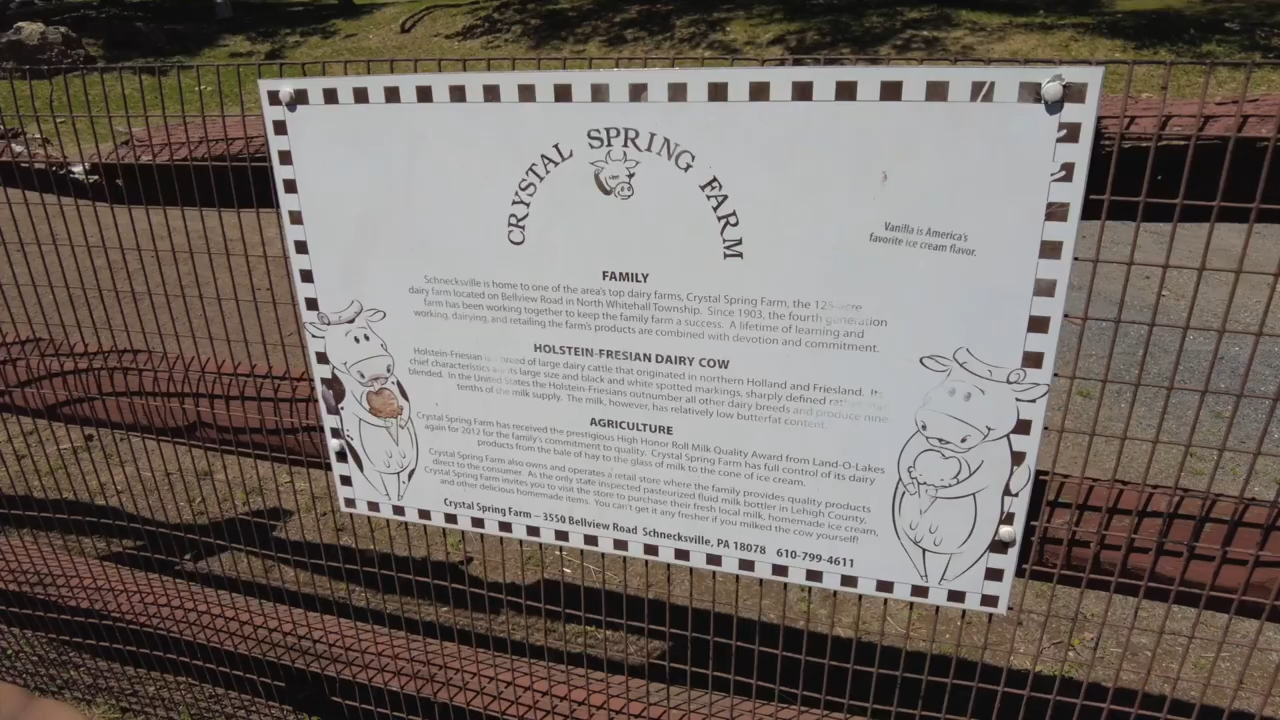 CRYSTAL SPRING FARM
Vanilla is America's
favorite ice cream flavor.
FAMILY
Schnecksville is home to one of the area's top dairy farms, Crystal Spring Farm, the 125-acre
dairy farm located on Bellview Road in North Whitehall Township. Since 1903, the fourth generation
farm has been working together to keep the family farm a success. A lifetime of learning and
working, dairying, and retailing the farm's products are combined with devotion and commitment.
HOLSTEIN-FRESIAN DAIRY COW
Holstein-Friesian is a breed of large dairy cattle that originated in northern Holland and Friesland. Its
chief characteristics are its large size and black and white spotted markings, sharply defined rather than
blended. In the United States the Holstein-Friesians outnumber all other dairy breeds and produce nine
tenths of the milk supply. The milk, however, has relatively low butterfat content.
AGRICULTURE
Crystal Spring Farm has received the prestigious High Honor Roll Milk Quality Award from Land-O-Lakes
again for 2012 for the family's commitment to quality. Crystal Spring Farm has full control of its dairy
products from the bale of hay to the glass of milk to the cone of ice cream.
Crystal Spring Farm also owns and operates a retail store where the family provides quality products
direct to the consumer. As the only state inspected pasteurized fluid milk bottler in Lehigh County,
Crystal Spring Farm invites you to visit the store to purchase their fresh local milk, homemade ice cream,
and other delicious homemade items. You can't get it any fresher if you milked the cow yourself!
Crystal Spring Farm – 3550 Bellview Road Schnecksville, PA 18078 610-799-4611